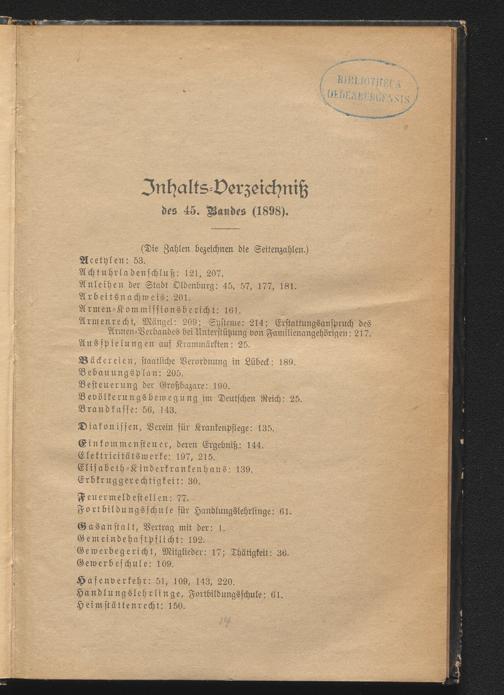 BIBLIOTHECA
OLDENBURGENSIS
Inhalts-Verzeichniß
des 45. Bandes (1898).
(Die Zahlen bezeichnen die Seitenzahlen.)
Acetylen: 53.
Achtuhrladenschluß: 121, 207.
Anleihen der Stadt Oldenburg: 45, 57, 177, 181.
Arbeitsnachweis: 201.
Armen-Kommissionsbericht: 161.
Armenrecht, Mängel: 209; Systeme: 214; Erstattungsanspruch des
Armen-Verbandes bei Unterstützung von Familienangehörigen: 217.
Ausspielungen auf Krammärkten: 25.
Bäckereien, staatliche Verordnung in Lübeck: 189.
Bebauungsplan: 205.
Besteuerung der Großbazare: 190.
Bevölkerungsbewegung im Deutschen Reich: 25.
Brandkasse: 56, 143.
Diakonissen, Verein für Krankenpflege: 135.
Einkommensteuer, deren Ergebniß: 144.
Elektricitätswerke: 197, 215.
Elisabeth-Kinderkrankenhaus: 139.
Erbkruggerechtigkeit: 30.
Feuermeldestellen: 77.
Fortbildungsschule für Handlungslehrlinge: 61.
Gasanstalt, Vertrag mit der: 1.
Gemeindehaftpflicht: 192.
Gewerbegericht, Mitglieder: 17; Thätigkeit: 36.
Gewerbeschule: 109.
Hafenverkehr: 51, 109, 143, 220.
Handlungslehrlinge, Fortbildungsschule: 61.
Heimstättenrecht: 150.